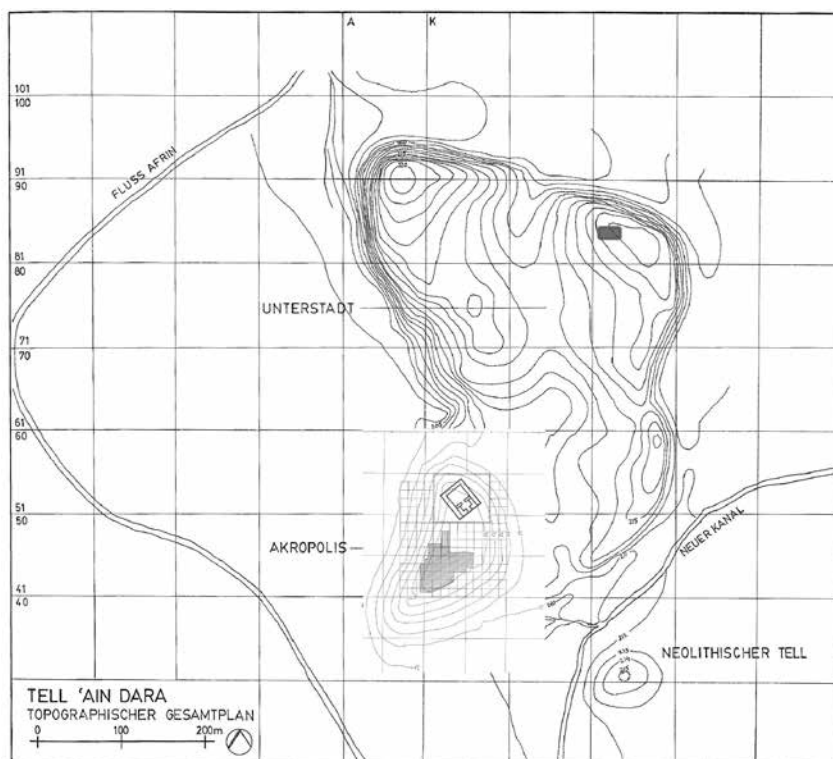 A
K
101
100
FLUSS AFRIN
91
90
81
80
UNTERSTADT
71
70
61
60
51
50
AKROPOLIS
NEUER KANAL
41
40
NEOLITHISCHER TELL
TELL 'AIN DARA
TOPOGRAPHISCHER GESAMTPLAN
0 100 200m